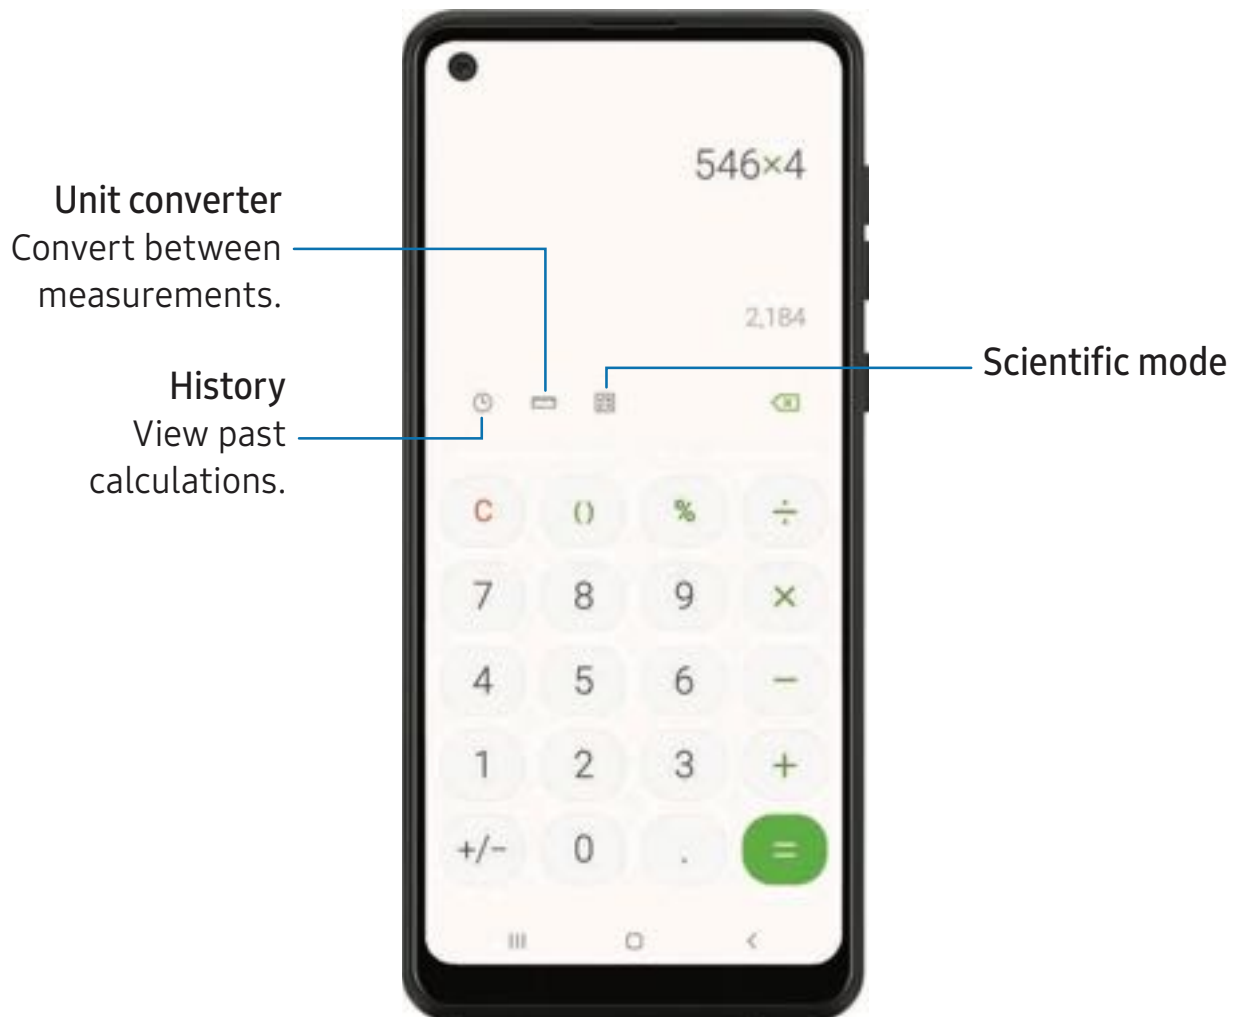 546×4
Unit converter
Convert between
measurements.
2,184
Scientific mode
History
View past
calculations.
C () % ÷
7 8 9 ×
4 5 6 −
1 2 3 +
+/− 0 . =